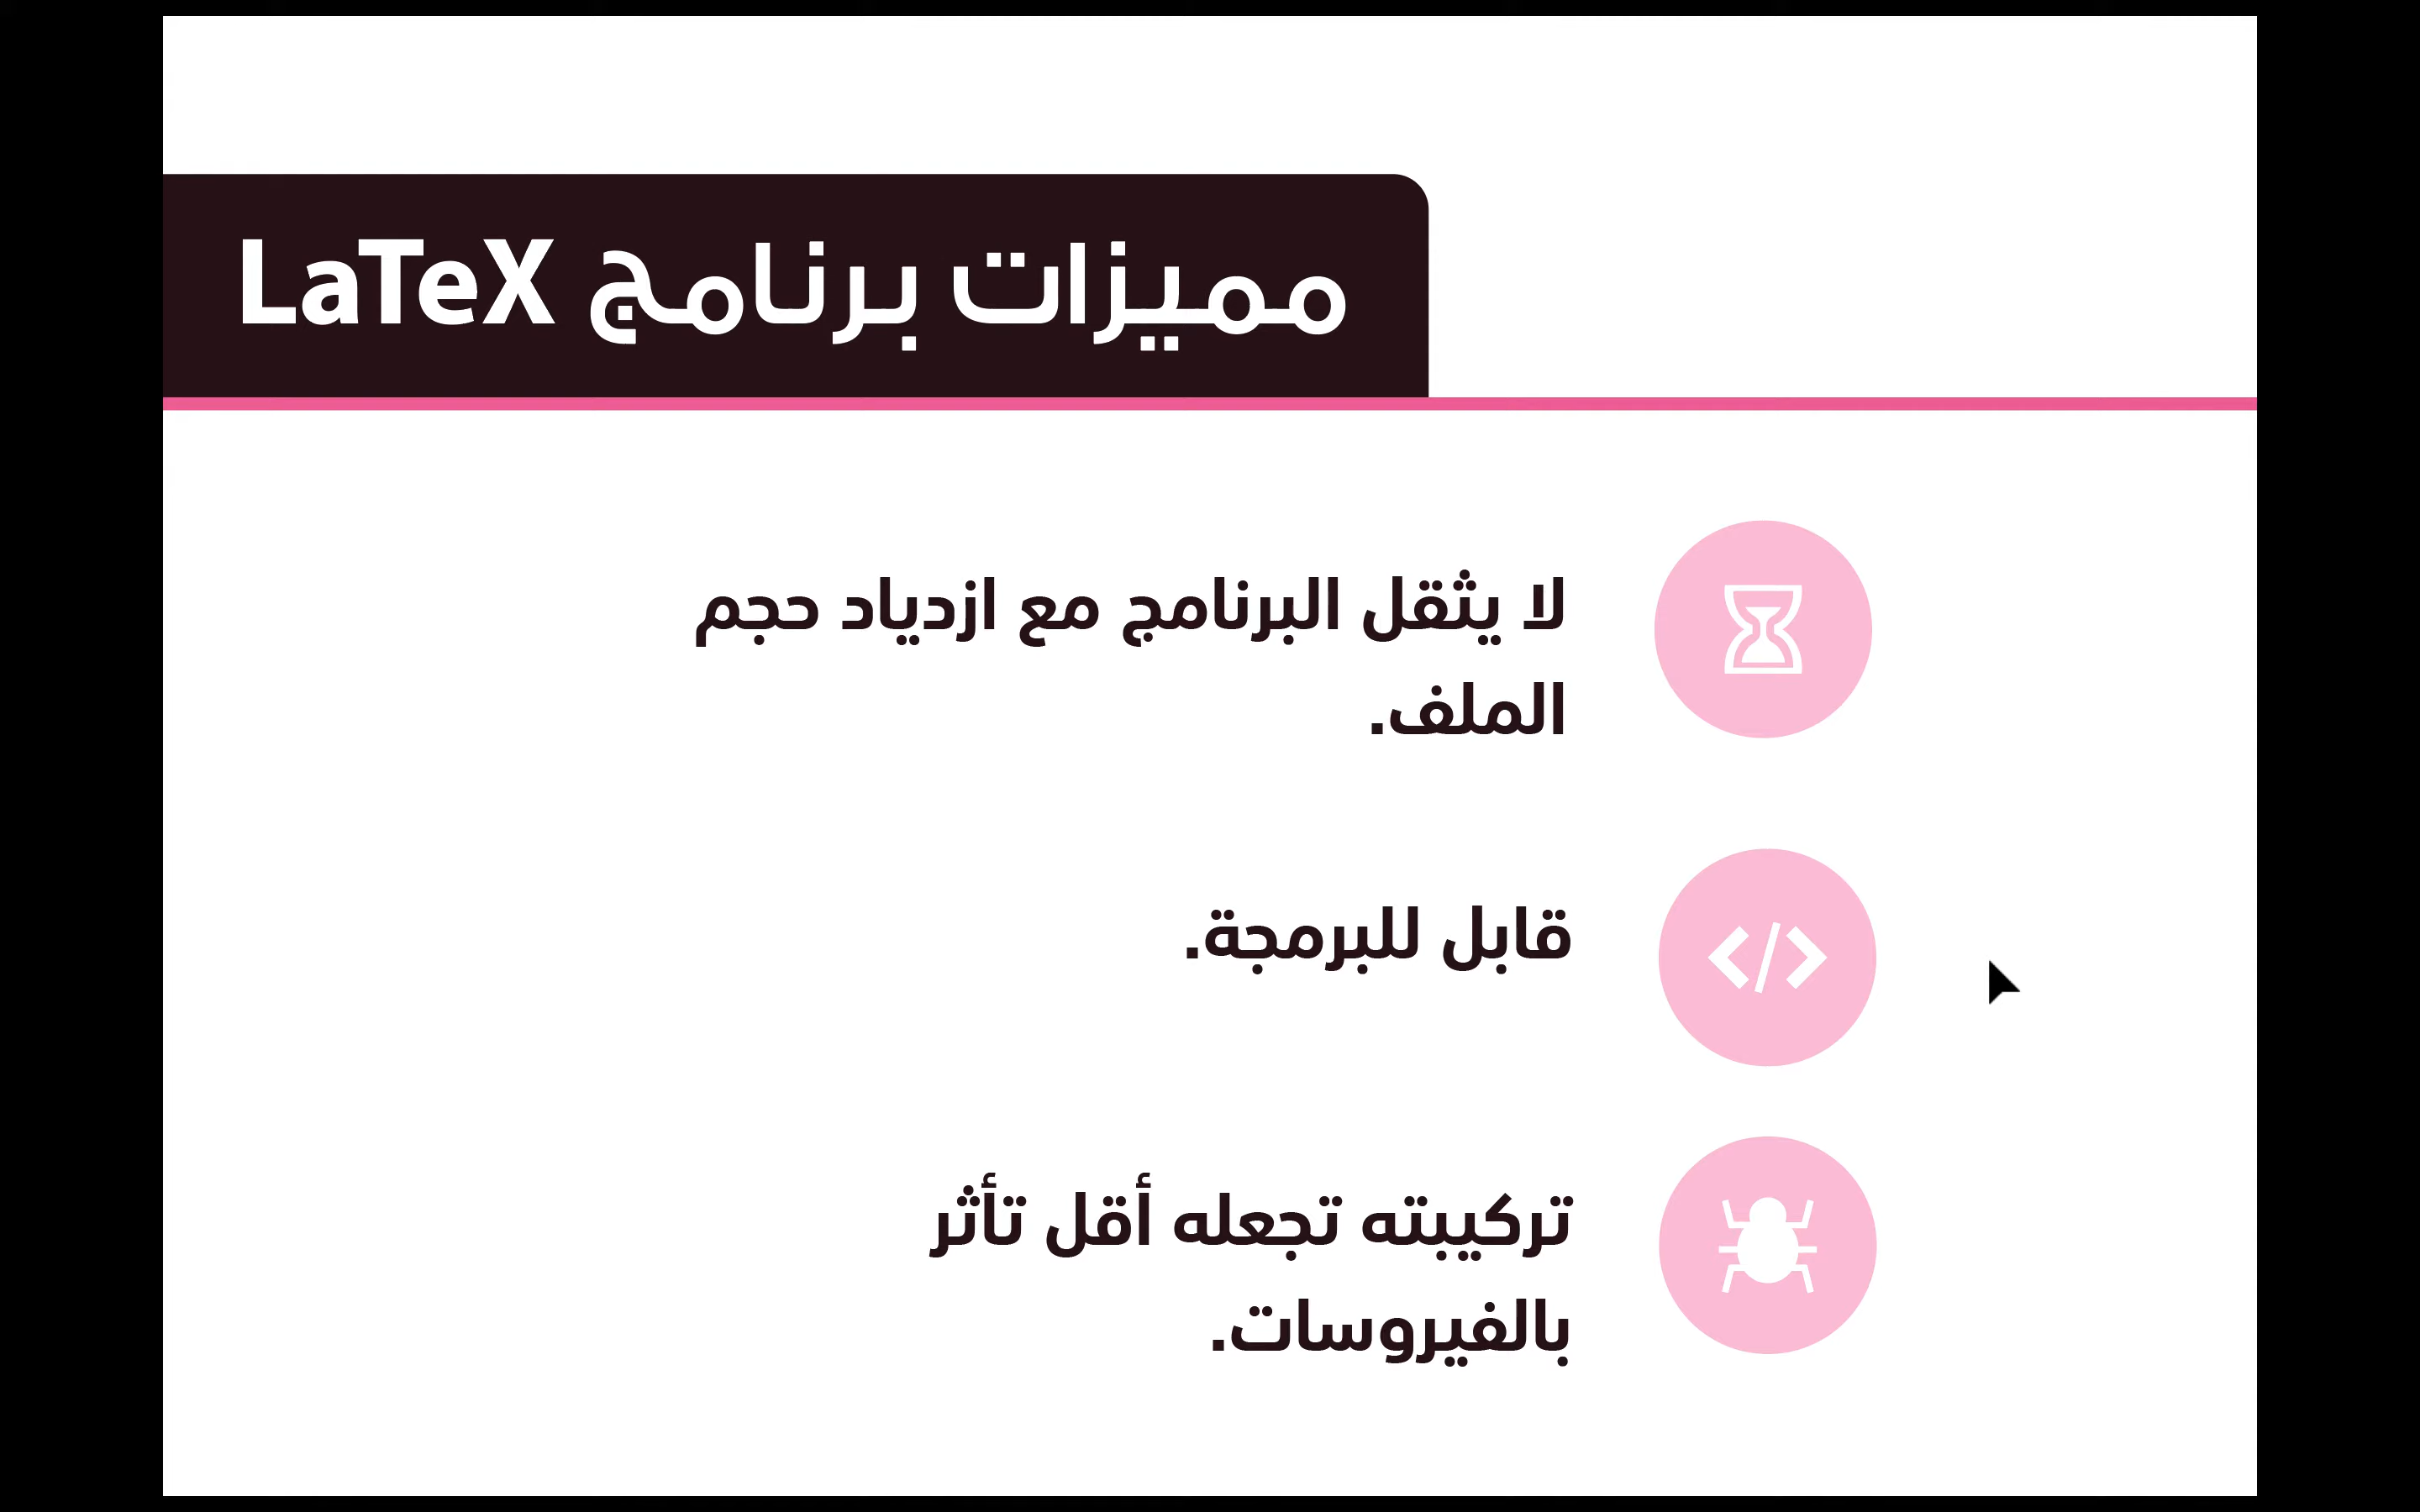 مميزات برنامج LaTeX
لا يثقل البرنامج مع ازدياد حجم
الملف.
قابل للبرمجة.
تركيبته تجعله أقل تأثر
بالفيروسات.